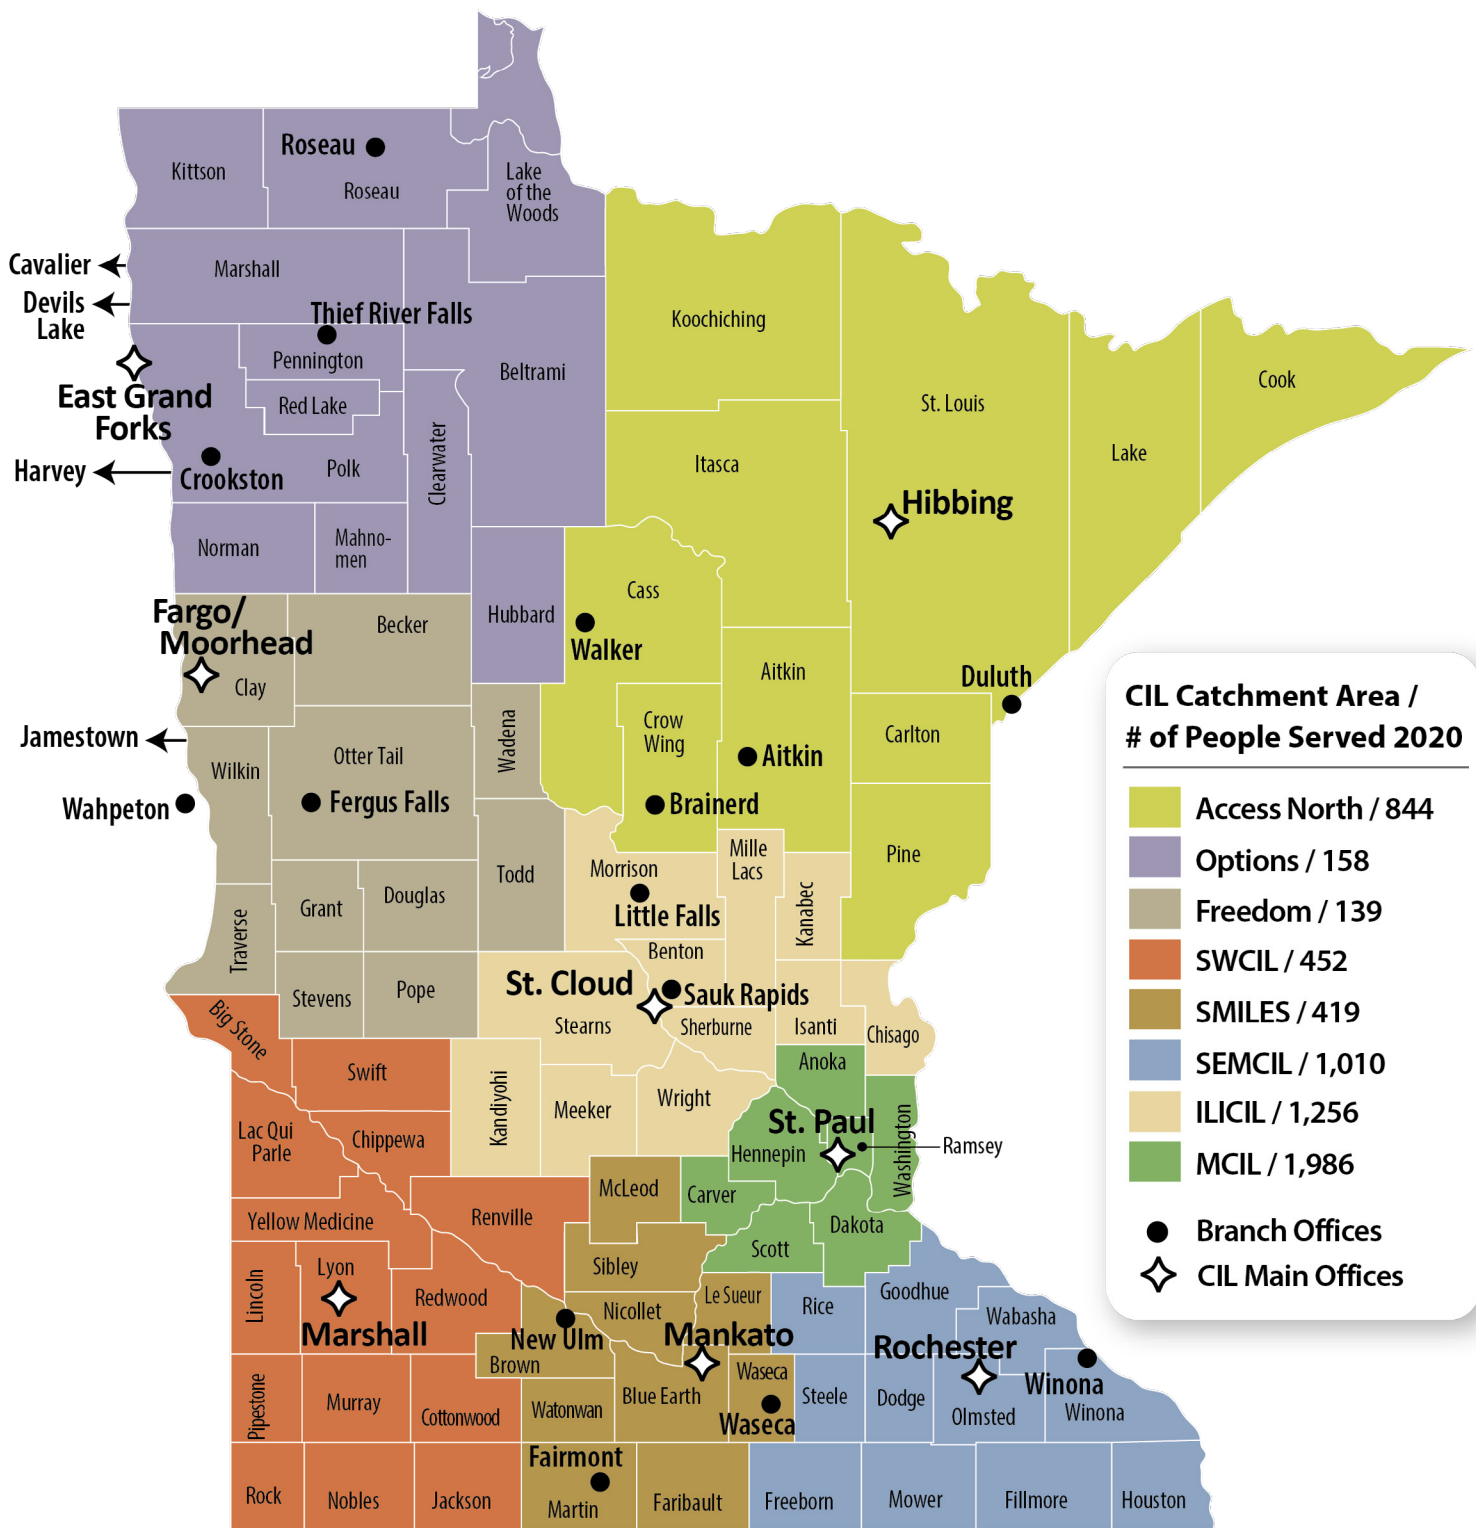 Roseau
Kittson
Roseau
Lake
of the
Woods
Cavalier
Marshall
Devils
Lake
Thief River Falls
Koochiching
Pennington
Beltrami
Cook
East Grand
Forks
Red Lake
St. Louis
Clearwater
Lake
Harvey
Crookston
Polk
Itasca
Hibbing
Norman
Mahno-
men
Cass
Fargo/
Moorhead
Becker
Hubbard
Walker
Clay
Aitkin
Duluth
Jamestown
Wilkin
Otter Tail
Wadena
Crow
Wing
Carlton
Aitkin
Wahpeton
Fergus Falls
Brainerd
Todd
Morrison
Mille
Lacs
Pine
Grant
Douglas
Little Falls
Kanabec
Traverse
Benton
Stevens
Pope
St. Cloud
Sauk Rapids
Big Stone
Stearns
Sherburne
Isanti
Chisago
Swift
Kandiyohi
Meeker
Wright
Anoka
Lac Qui
Parle
Chippewa
St. Paul
Hennepin
Washington
Ramsey
McLeod
Carver
Yellow Medicine
Renville
Dakota
Scott
Lincoln
Lyon
Sibley
Redwood
Nicollet
Le Sueur
Rice
Goodhue
Wabasha
Marshall
New Ulm
Mankato
Rochester
Brown
Pipestone
Murray
Cottonwood
Watonwan
Blue Earth
Waseca
Waseca
Steele
Dodge
Olmsted
Winona
Winona
Fairmont
Rock
Nobles
Jackson
Martin
Faribault
Freeborn
Mower
Fillmore
Houston
CIL Catchment Area /
# of People Served 2020
Access North / 844
Options / 158
Freedom / 139
SWCIL / 452
SMILES / 419
SEMCIL / 1,010
ILICIL / 1,256
MCIL / 1,986
Branch Offices
CIL Main Offices